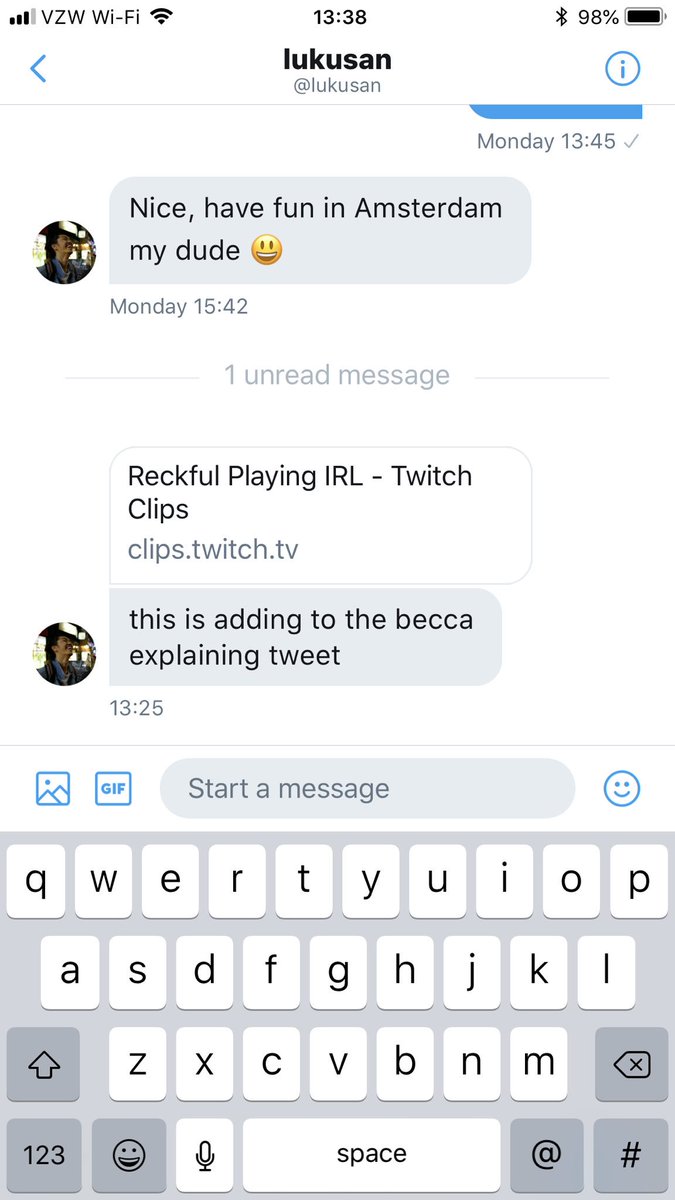 VZW Wi-Fi 13:38 98%
lukusan
@lukusan
Monday 13:45 ✓
Nice, have fun in Amsterdam
my dude 😃
Monday 15:42
1 unread message
Reckful Playing IRL - Twitch
Clips
clips.twitch.tv
this is adding to the becca
explaining tweet
13:25
GIF Start a message
q w e r t y u i o p
a s d f g h j k l
z x c v b n m
123 space @ #